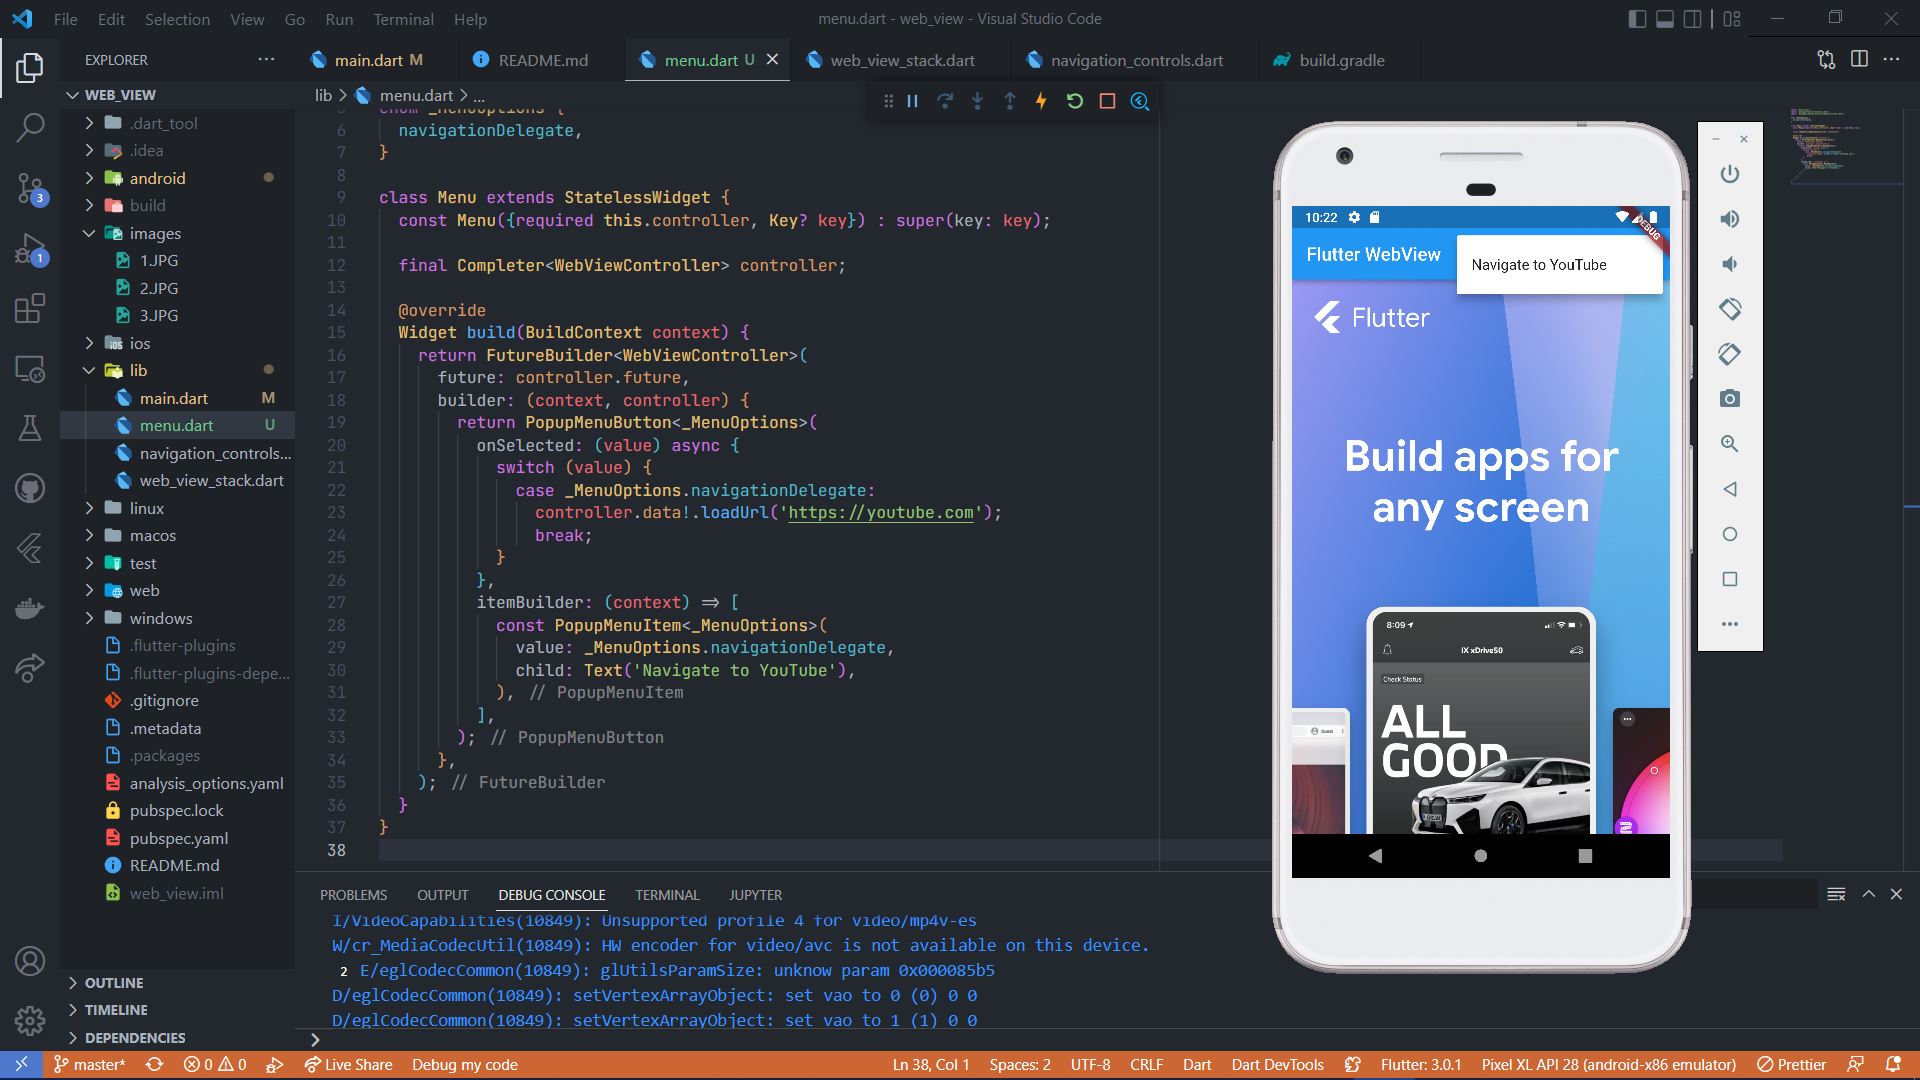 File Edit Selection View Go Run Terminal Help
menu.dart - web_view - Visual Studio Code
EXPLORER
main.dart M
README.md
menu.dart U
web_view_stack.dart
navigation_controls.dart
build.gradle
WEB_VIEW
lib > menu.dart > ...
.dart_tool
.idea
android
build
images
1.JPG
2.JPG
3.JPG
ios
lib
main.dart M
menu.dart U
navigation_controls...
web_view_stack.dart
linux
macos
test
web
windows
.flutter-plugins
.flutter-plugins-depe...
.gitignore
.metadata
.packages
analysis_options.yaml
pubspec.lock
pubspec.yaml
README.md
web_view.iml
OUTLINE
TIMELINE
DEPENDENCIES
3
1
5 enum _MenuOptions {
6 navigationDelegate,
7 }
8
9 class Menu extends StatelessWidget {
10 const Menu({required this.controller, Key? key}) : super(key: key);
11
12 final Completer<WebViewController> controller;
13
14 @override
15 Widget build(BuildContext context) {
16 return FutureBuilder<WebViewController>(
17 future: controller.future,
18 builder: (context, controller) {
19 return PopupMenuButton<_MenuOptions>(
20 onSelected: (value) async {
21 switch (value) {
22 case _MenuOptions.navigationDelegate:
23 controller.data!.loadUrl('https://youtube.com');
24 break;
25 }
26 },
27 itemBuilder: (context) => [
28 const PopupMenuItem<_MenuOptions>(
29 value: _MenuOptions.navigationDelegate,
30 child: Text('Navigate to YouTube'),
31 ), // PopupMenuItem
32 ],
33 ); // PopupMenuButton
34 },
35 ); // FutureBuilder
36 }
37 }
38
10:22
DEBUG
Flutter WebView
Navigate to YouTube
Flutter
Build apps for
any screen
8:09
iX xDrive50
Check Status
ALL
GOOD
Guest
PROBLEMS OUTPUT DEBUG CONSOLE TERMINAL JUPYTER
I/VideoCapabilities(10849): Unsupported profile 4 for video/mp4v-es
W/cr_MediaCodecUtil(10849): HW encoder for video/avc is not available on this device.
2 E/eglCodecCommon(10849): glUtilsParamSize: unknow param 0x000085b5
D/eglCodecCommon(10849): setVertexArrayObject: set vao to 0 (0) 0 0
D/eglCodecCommon(10849): setVertexArrayObject: set vao to 1 (1) 0 0
master* 0 0 Live Share Debug my code
Ln 38, Col 1 Spaces: 2 UTF-8 CRLF Dart Dart DevTools Flutter: 3.0.1 Pixel XL API 28 (android-x86 emulator) Prettier